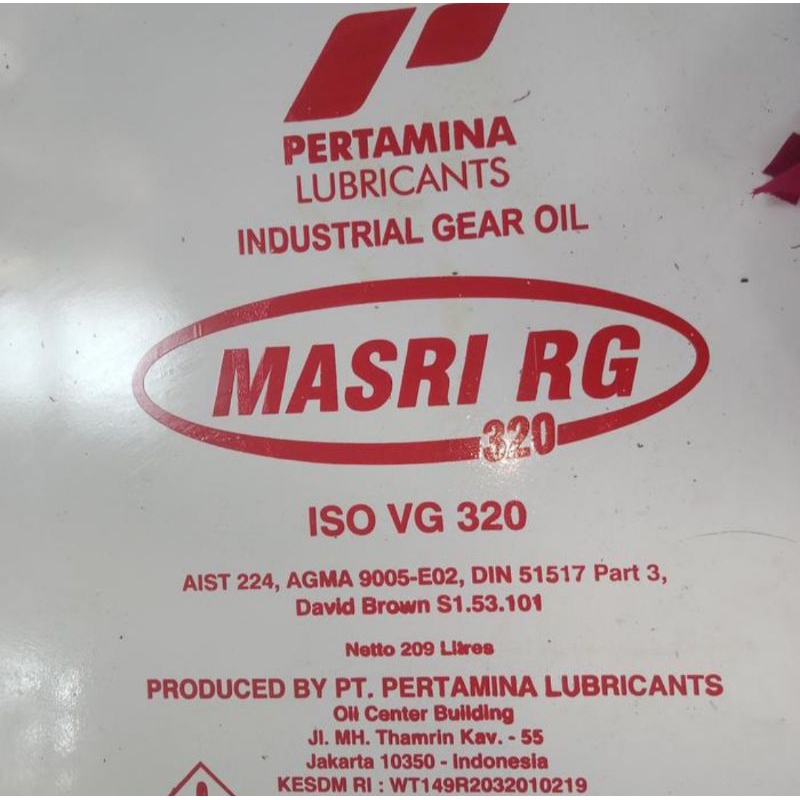 PERTAMINA
LUBRICANTS
INDUSTRIAL GEAR OIL
MASRI RG
320
ISO VG 320
AIST 224, AGMA 9005-E02, DIN 51517 Part 3,
David Brown S1.53.101
Netto 209 Litres
PRODUCED BY PT. PERTAMINA LUBRICANTS
Oil Center Building
Jl. MH. Thamrin Kav. - 55
Jakarta 10350 - Indonesia
KESDM RI : WT149R2032010219